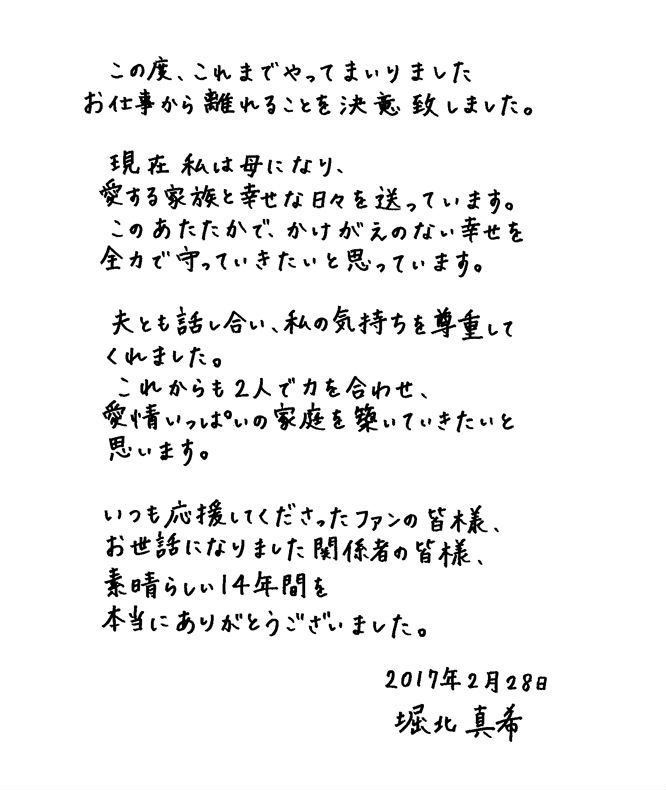 この度、これまでやってまいりました
お仕事から離れることを決意致しました。
現在私は母になり、
愛する家族と幸せな日々を送っています。
このあたたかで、かけがえのない幸せを
全力で守っていきたいと思っています。
夫とも話し合い、私の気持ちを尊重して
くれました。
これからも2人で力を合わせ、
愛情いっぱいの家庭を築いていきたいと
思います。
いつも応援してくださったファンの皆様、
お世話になりました関係者の皆様、
素晴らしい14年間を
本当にありがとうございました。
2017年2月28日
堀北真希